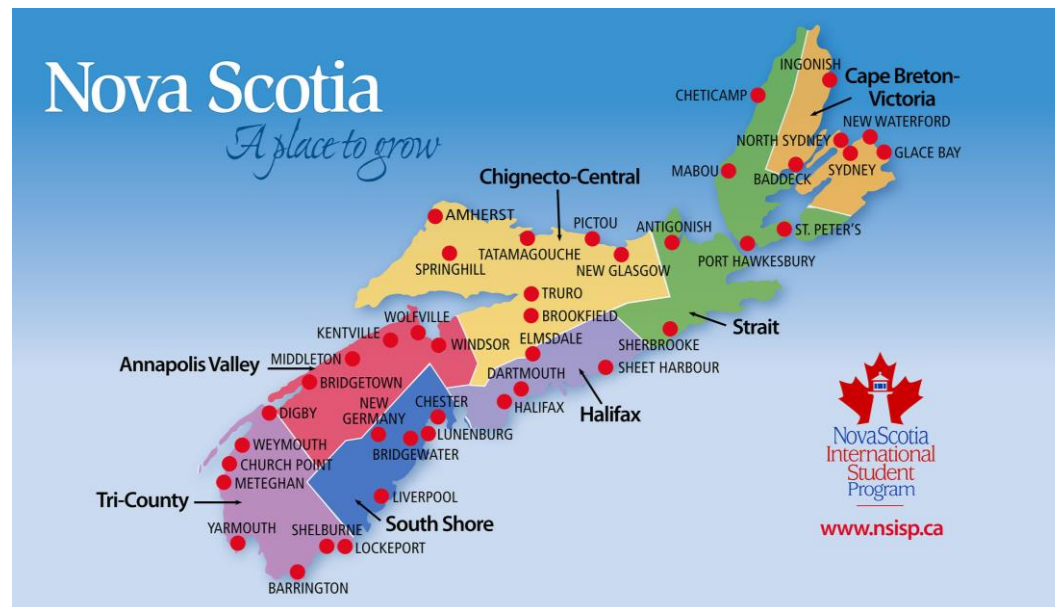 Nova Scotia
A place to grow
INGONISH
Cape Breton-
Victoria
CHETICAMP
NEW WATERFORD
NORTH SYDNEY
GLACE BAY
MABOU
BADDECK
SYDNEY
Chignecto-Central
AMHERST
PICTOU
ANTIGONISH
ST. PETER'S
TATAMAGOUCHE
SPRINGHILL
NEW GLASGOW
PORT HAWKESBURY
TRURO
BROOKFIELD
WOLFVILLE
KENTVILLE
ELMSDALE
SHERBROOKE
Strait
WINDSOR
MIDDLETON
Annapolis Valley
DARTMOUTH
SHEET HARBOUR
BRIDGETOWN
NEW
GERMANY
CHESTER
HALIFAX
Halifax
DIGBY
LUNENBURG
WEYMOUTH
BRIDGEWATER
CHURCH POINT
METEGHAN
Tri-County
LIVERPOOL
South Shore
YARMOUTH
SHELBURNE
LOCKEPORT
BARRINGTON
NovaScotia
International
Student
Program
www.nsisp.ca